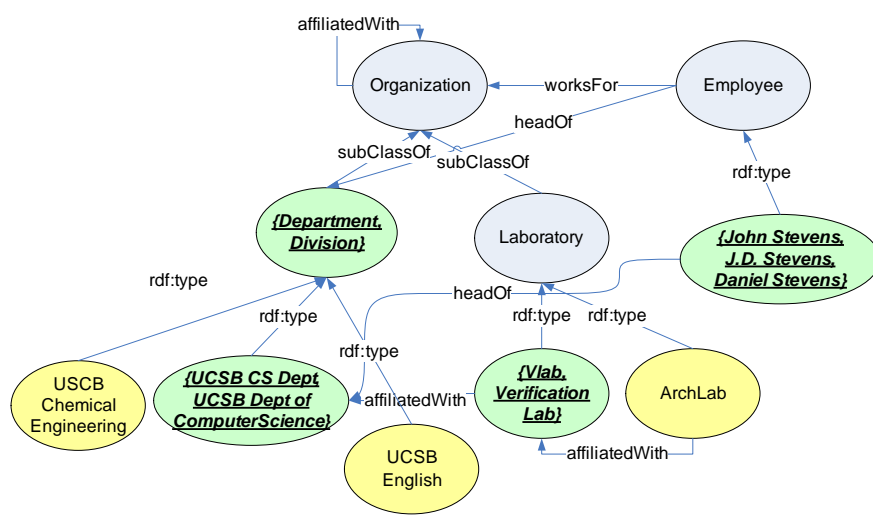 affiliatedWith
Organization
worksFor
Employee
headOf
subClassOf
subClassOf
rdf:type
{Department,
Division}
Laboratory
{John Stevens,
J.D. Stevens,
Daniel Stevens}
rdf:type
headOf
rdf:type
rdf:type
rdf:type
rdf:type
USCB
Chemical
Engineering
{UCSB CS Dept,
UCSB Dept of
ComputerScience}
affiliatedWith
{Vlab,
Verification
Lab}
ArchLab
UCSB
English
affiliatedWith